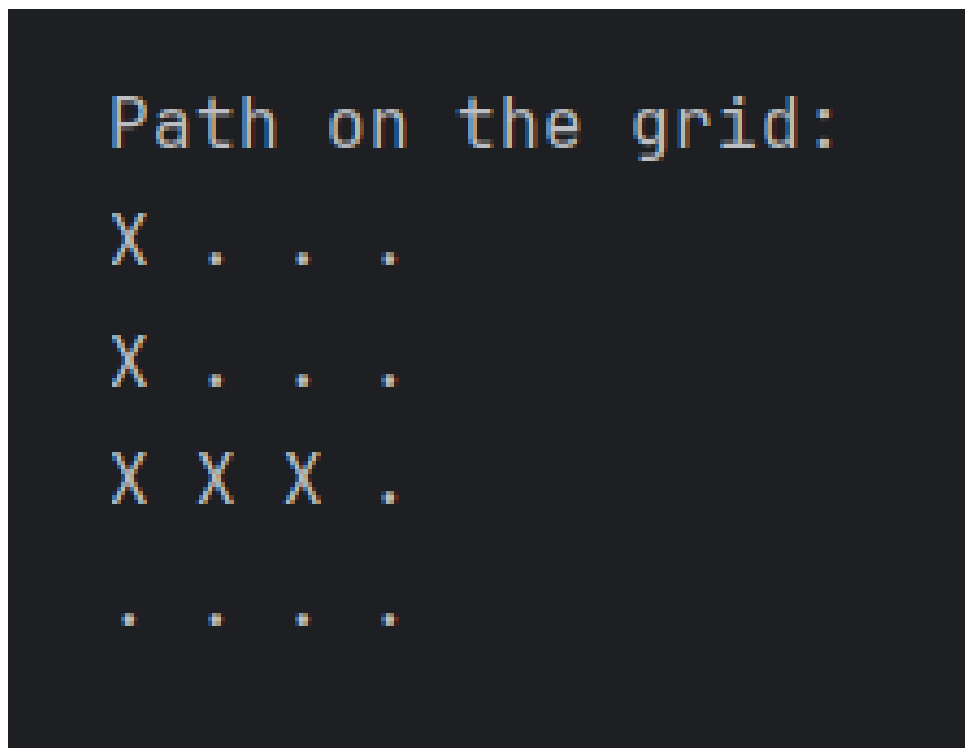 Path on the grid:
X . . .
X . . .
X X X .
. . . .